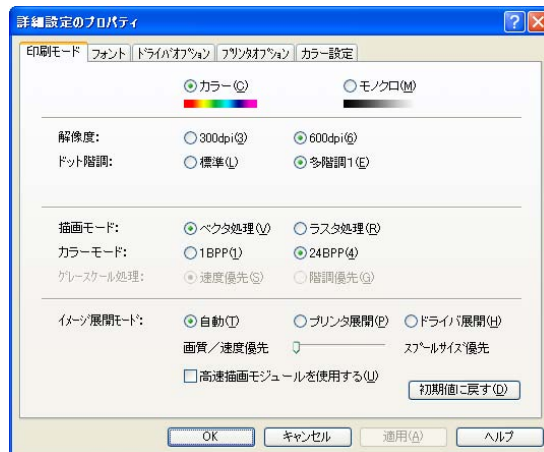 詳細設定のプロパティ
印刷モード フォント ドライバオプション プリンタオプション カラー設定
カラー(C) モノクロ(M)
解像度: 300dpi(3) 600dpi(6)
ドット階調: 標準(L) 多階調1(E)
描画モード: ベクタ処理(V) ラスタ処理(R)
カラーモード: 1BPP(1) 24BPP(4)
グレースケール処理: 速度優先(S) 階調優先(G)
イメージ展開モード: 自動(T) プリンタ展開(P) ドライバ展開(H)
画質/速度優先 スプールサイズ優先
高速描画モジュールを使用する(U)
初期値に戻す(D)
OK キャンセル 適用(A) ヘルプ